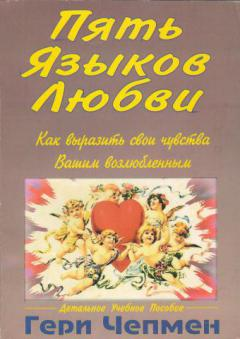 Пять
Языков
Любви
Как выразить свои чувства
Вашим возлюбленным
Детальное Учебное Пособие
Гери Чепмен